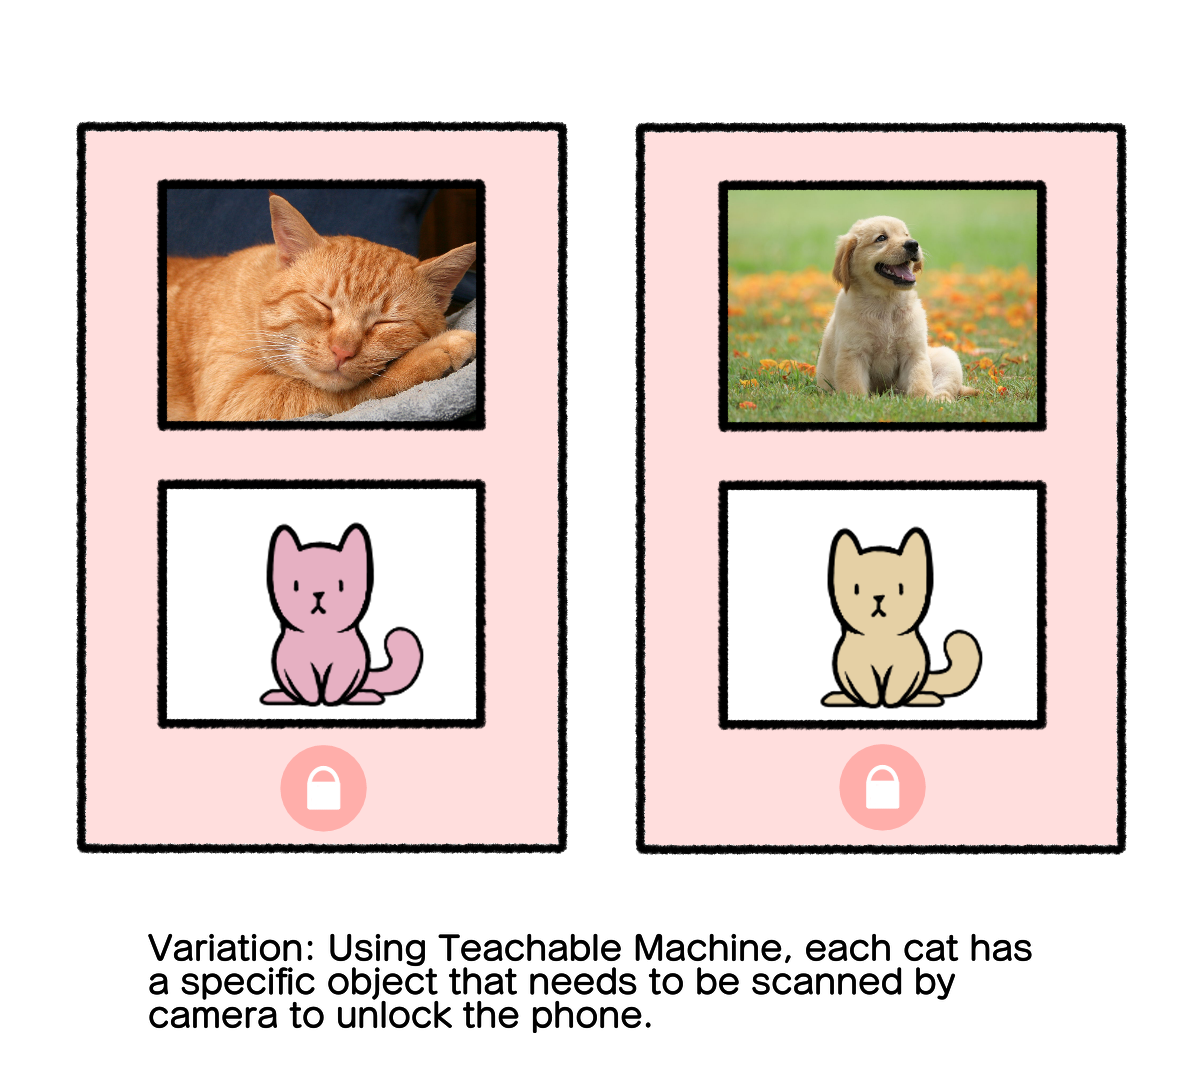 Variation: Using Teachable Machine, each cat has
a specific object that needs to be scanned by
camera to unlock the phone.